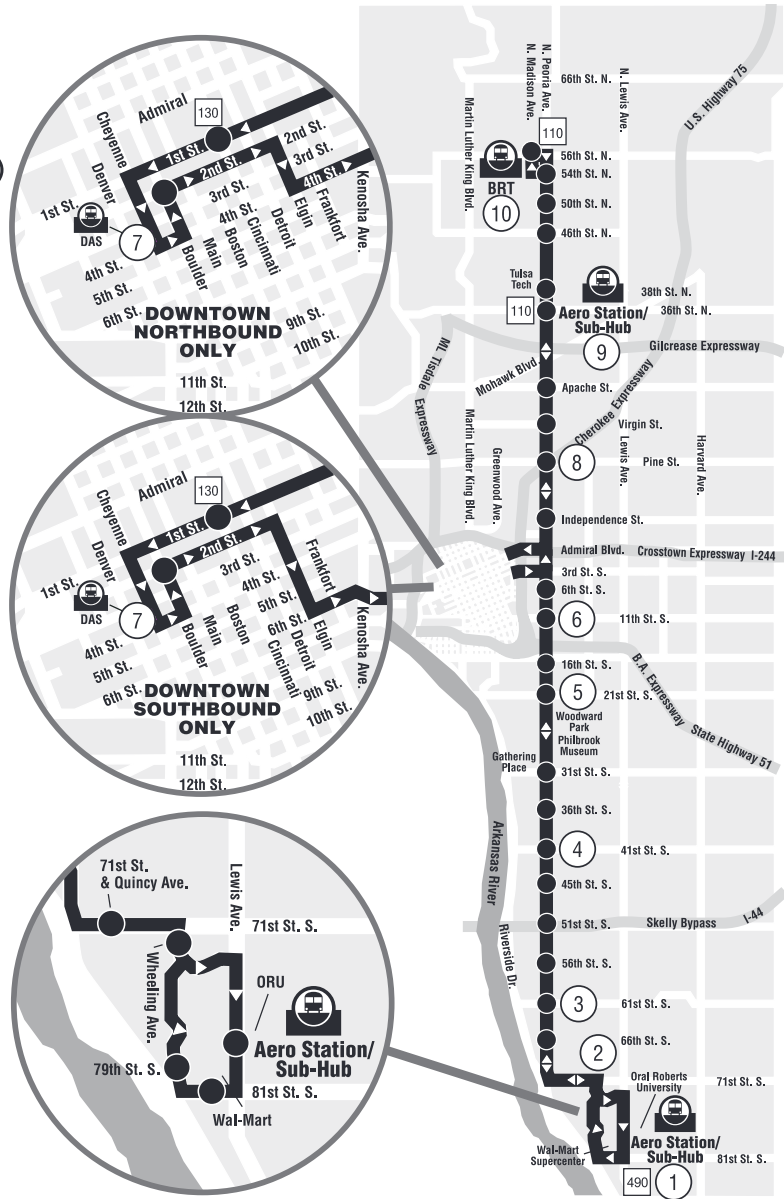 Admiral
130
Cheyenne
Denver
1st St.
2nd St.
2nd St.
3rd St.
4th St.
1st St.
3rd St.
4th St.
Kenosha Ave.
Frankfort
Elgin
Detroit
Cincinnati
Boston
Main
Boulder
DAS
7
4th St.
5th St.
6th St.
DOWNTOWN
NORTHBOUND
ONLY
9th St.
10th St.
11th St.
12th St.
Admiral
130
Cheyenne
Denver
1st St.
2nd St.
1st St.
3rd St.
4th St.
5th St.
6th St.
Frankfort
Kenosha Ave.
Elgin
Detroit
Cincinnati
Boston
Main
Boulder
DAS
7
4th St.
5th St.
6th St.
DOWNTOWN
SOUTHBOUND
ONLY
9th St.
10th St.
11th St.
12th St.
71st St.
& Quincy Ave.
Lewis Ave.
71st St. S.
Wheeling Ave.
ORU
Aero Station/
Sub-Hub
79th St. S.
81st St. S.
Wal-Mart
N. Peoria Ave.
N. Madison Ave.
Martin Luther King Blvd.
N. Lewis Ave.
U.S. Highway 75
66th St. N.
110
56th St. N.
BRT
10
54th St. N.
50th St. N.
46th St. N.
Tulsa
Tech
38th St. N.
110
Aero Station/
Sub-Hub
36th St. N.
9
Gilcrease Expressway
Mohawk Blvd.
ML Tisdale
Expressway
Apache St.
Cherokee Expressway
Virgin St.
Martin Luther King Blvd.
Greenwood Ave.
Lewis Ave.
Harvard Ave.
8
Pine St.
Independence St.
Admiral Blvd.
Crosstown Expressway I-244
3rd St. S.
6th St. S.
6
11th St. S.
16th St. S.
B.A. Expressway
State Highway 51
5
21st St. S.
Woodward
Park
Philbrook
Museum
Gathering
Place
31st St. S.
36th St. S.
Arkansas River
4
41st St. S.
45th St. S.
51st St. S.
Skelly Bypass
I-44
Riverside Dr.
56th St. S.
3
61st St. S.
66th St. S.
2
Oral Roberts
University
71st St. S.
Wal-Mart
Supercenter
Aero Station/
Sub-Hub
81st St. S.
490
1